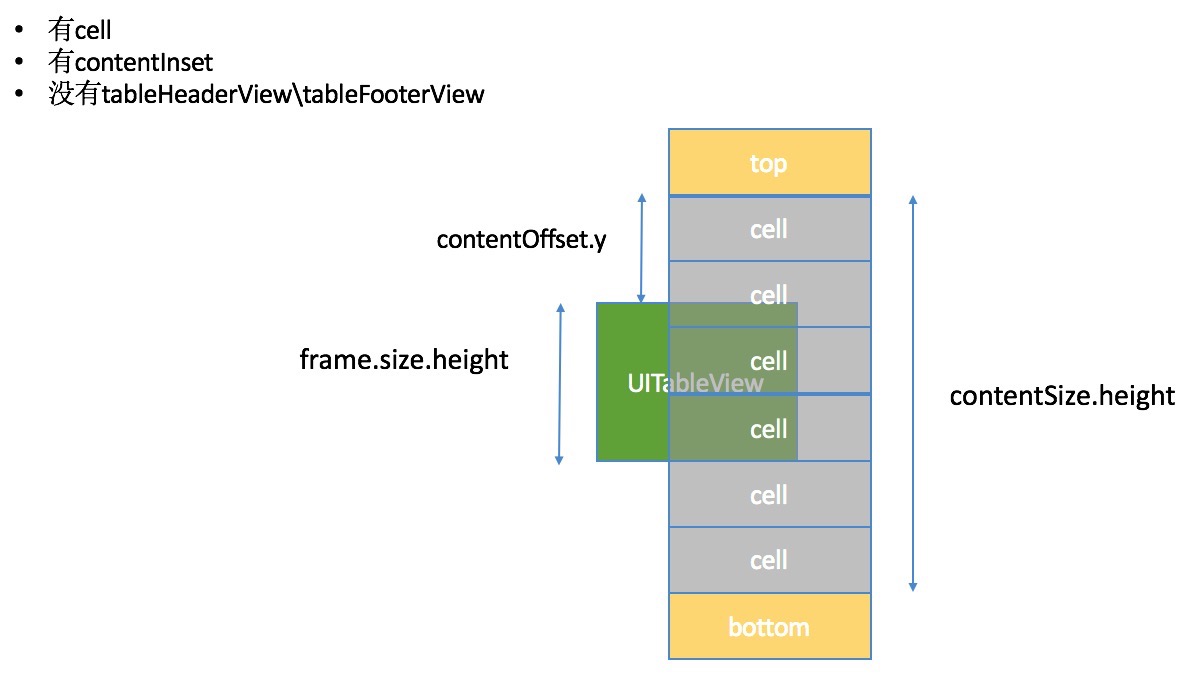 • 有cell
• 有contentInset
• 没有tableHeaderView\tableFooterView
top
cell
contentOffset.y
cell
frame.size.height
cell
UITableView
contentSize.height
cell
cell
cell
bottom